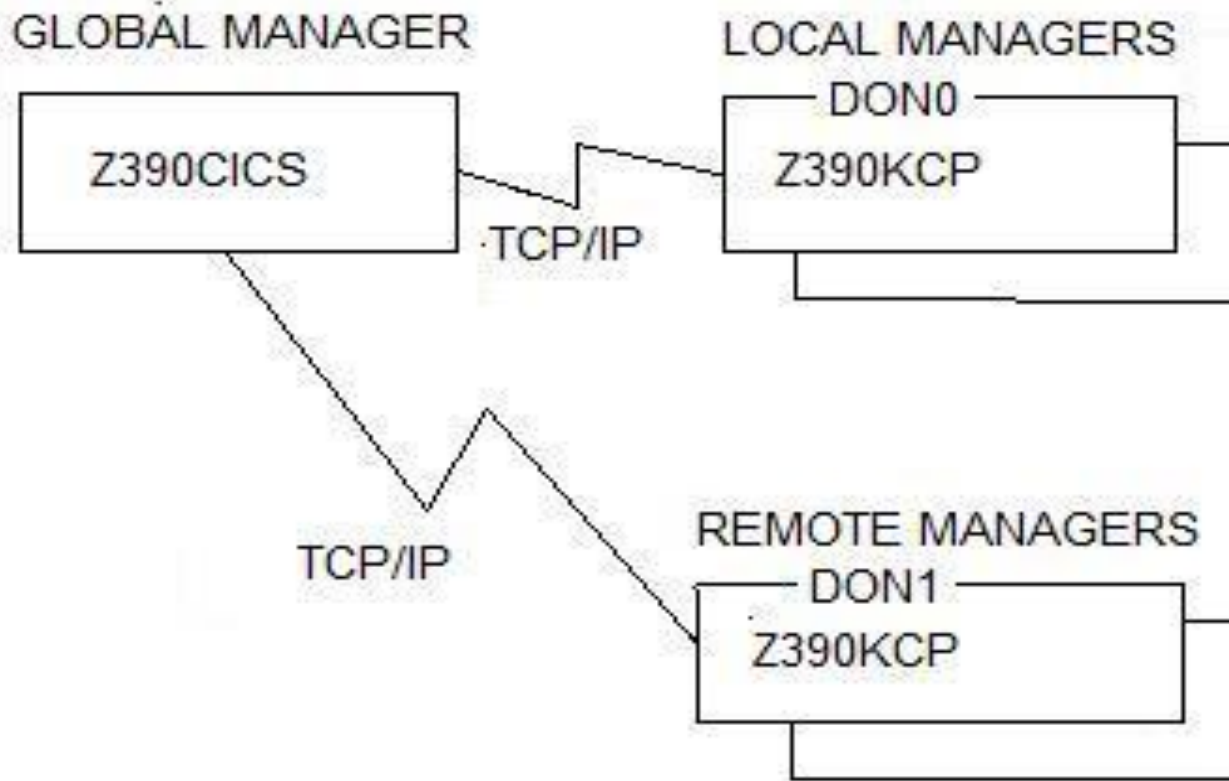 GLOBAL MANAGER
LOCAL MANAGERS
DON0
Z390CICS
Z390KCP
TCP/IP
TCP/IP
REMOTE MANAGERS
DON1
Z390KCP